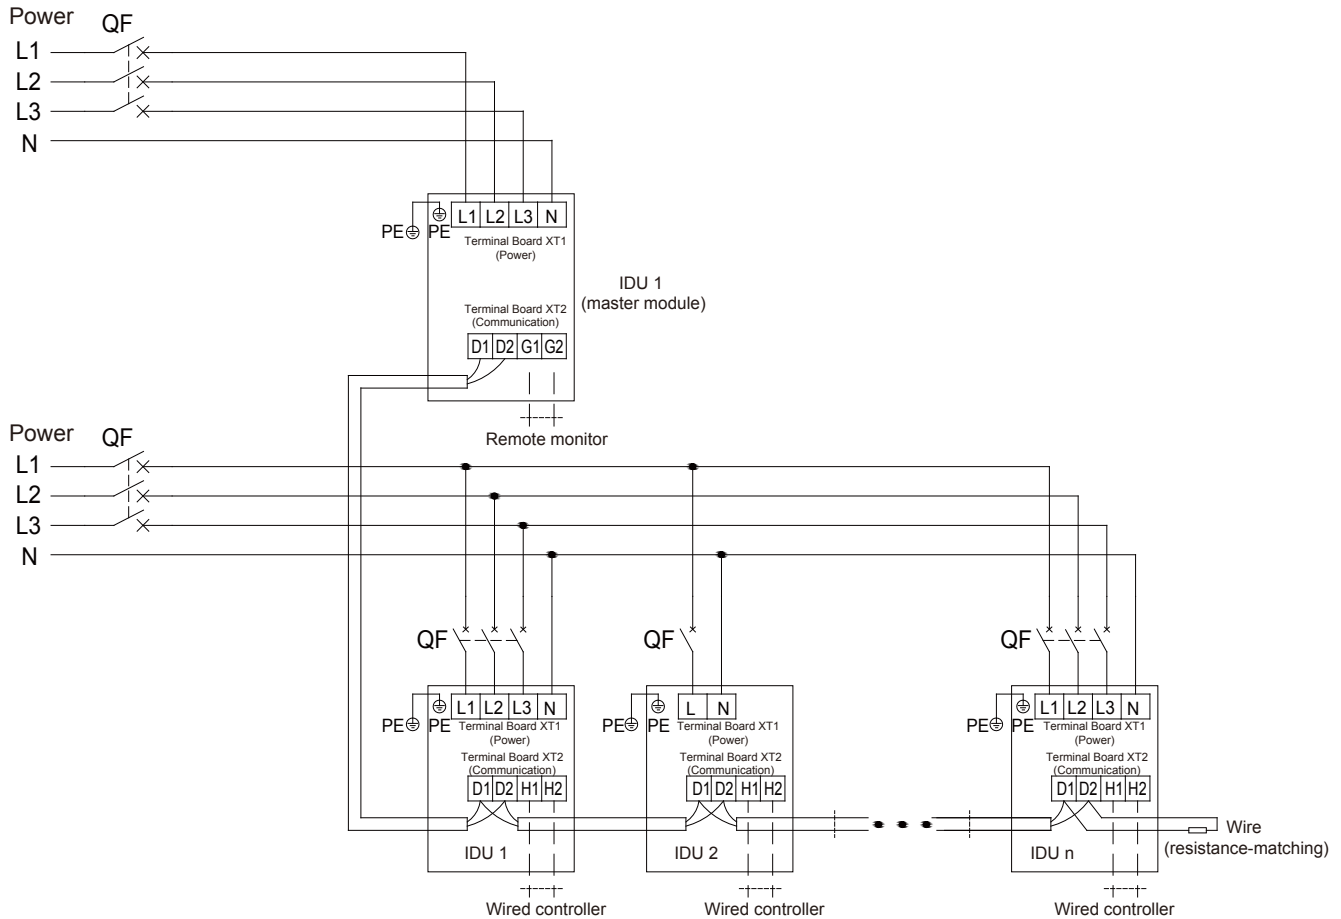 Power QF
L1
L2
L3
N
PE PE L1 L2 L3 N
Terminal Board XT1
(Power)
IDU 1
(master module)
Terminal Board XT2
(Communication)
D1 D2 G1 G2
Remote monitor
Power QF
L1
L2
L3
N
QF QF QF
PE PE L1 L2 L3 N PE PE L N PE PE L1 L2 L3 N
Terminal Board XT1 Terminal Board XT1 Terminal Board XT1
(Power) (Power) (Power)
Terminal Board XT2 Terminal Board XT2 Terminal Board XT2
(Communication) (Communication) (Communication)
D1 D2 H1 H2 D1 D2 H1 H2 D1 D2 H1 H2
Wire
(resistance-matching)
IDU 1 IDU 2 IDU n
Wired controller Wired controller Wired controller